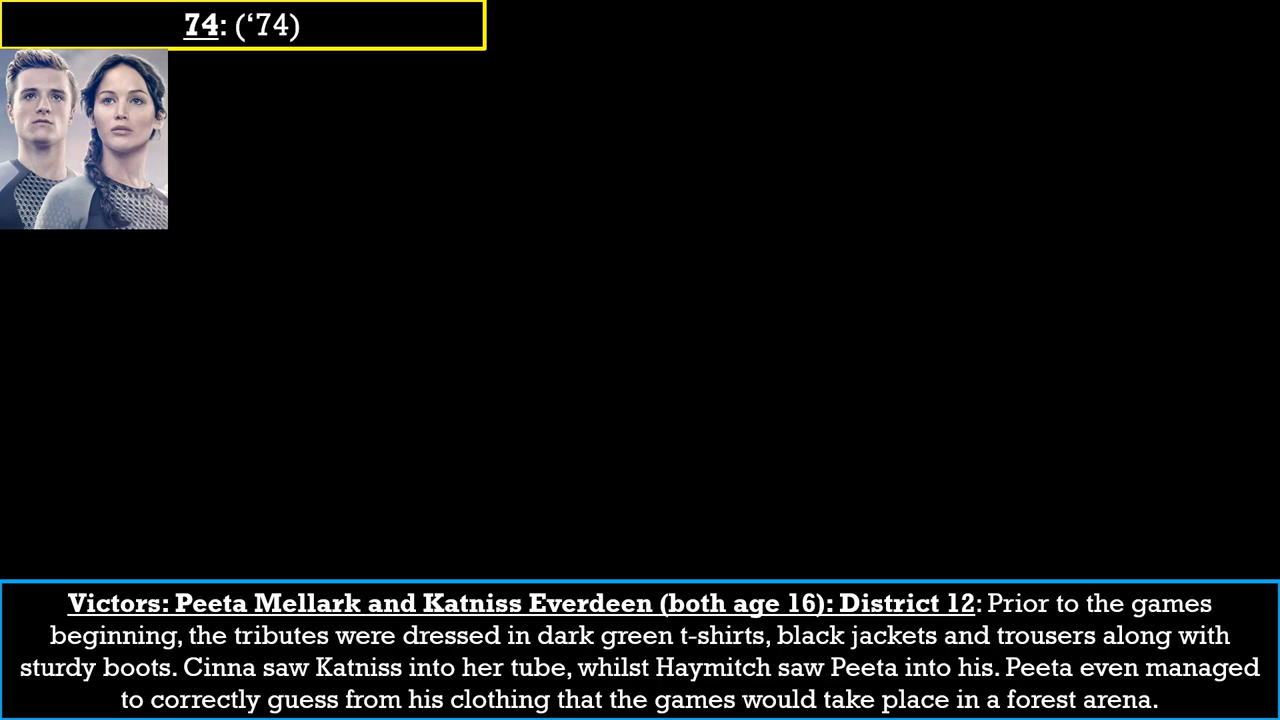 74: (‘74)
Victors: Peeta Mellark and Katniss Everdeen (both age 16): District 12: Prior to the games
beginning, the tributes were dressed in dark green t-shirts, black jackets and trousers along with
sturdy boots. Cinna saw Katniss into her tube, whilst Haymitch saw Peeta into his. Peeta even managed
to correctly guess from his clothing that the games would take place in a forest arena.